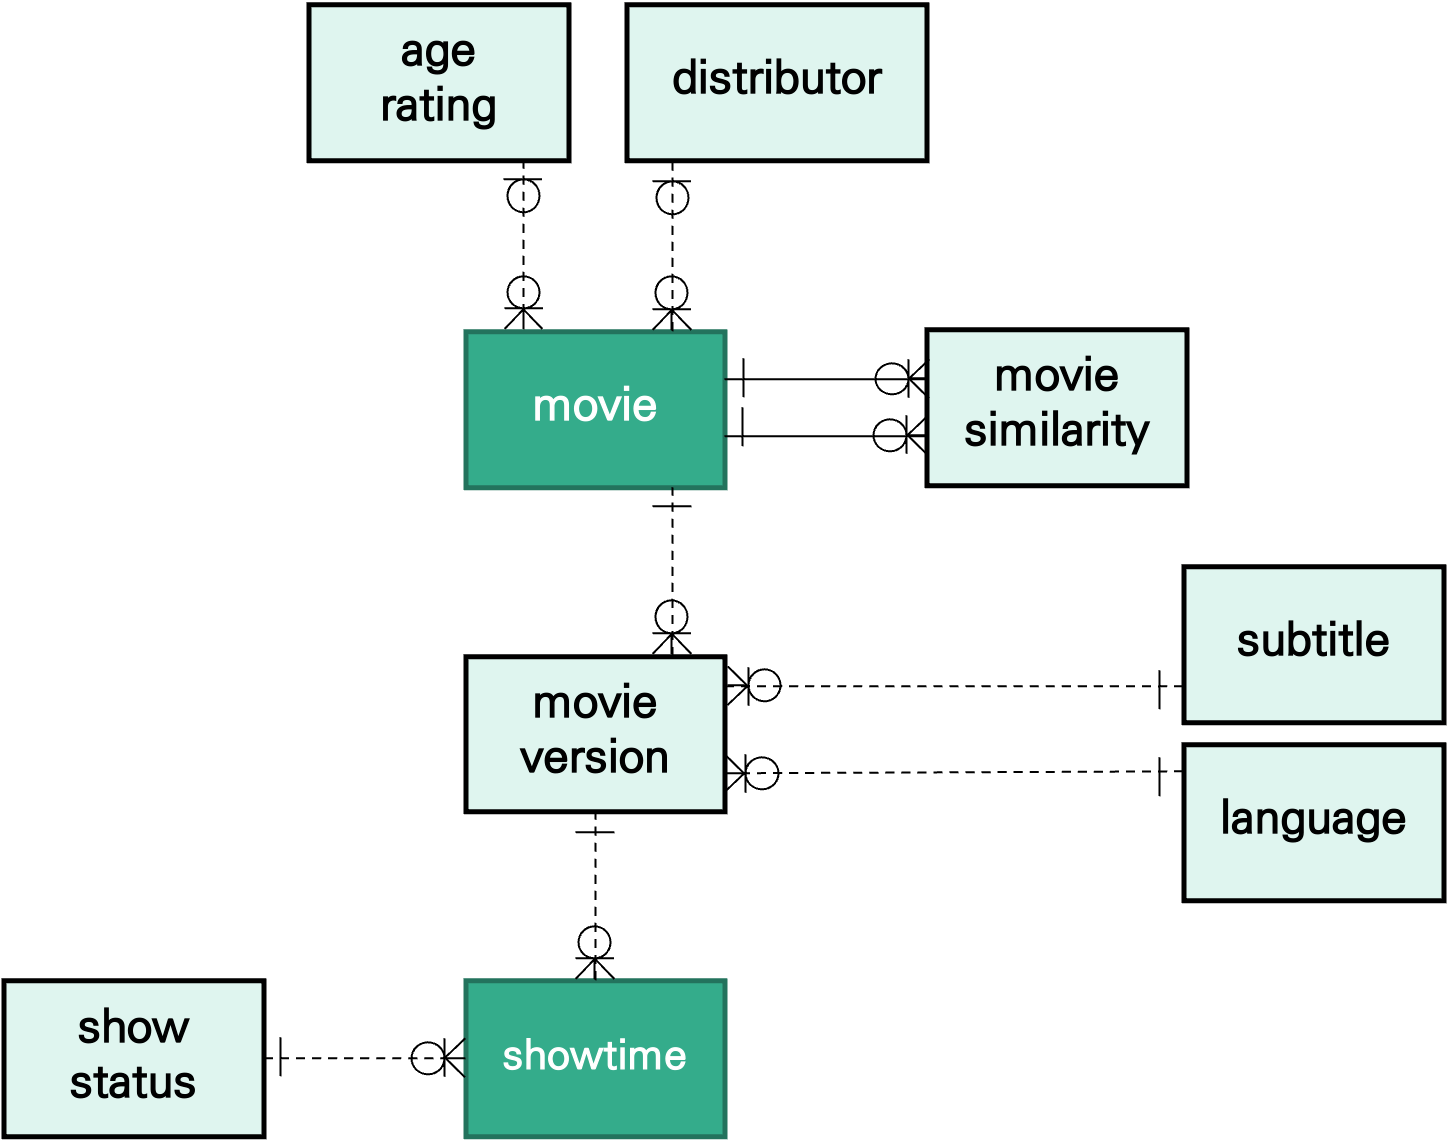 age
rating
distributor
movie
movie
similarity
subtitle
movie
version
language
show
status
showtime